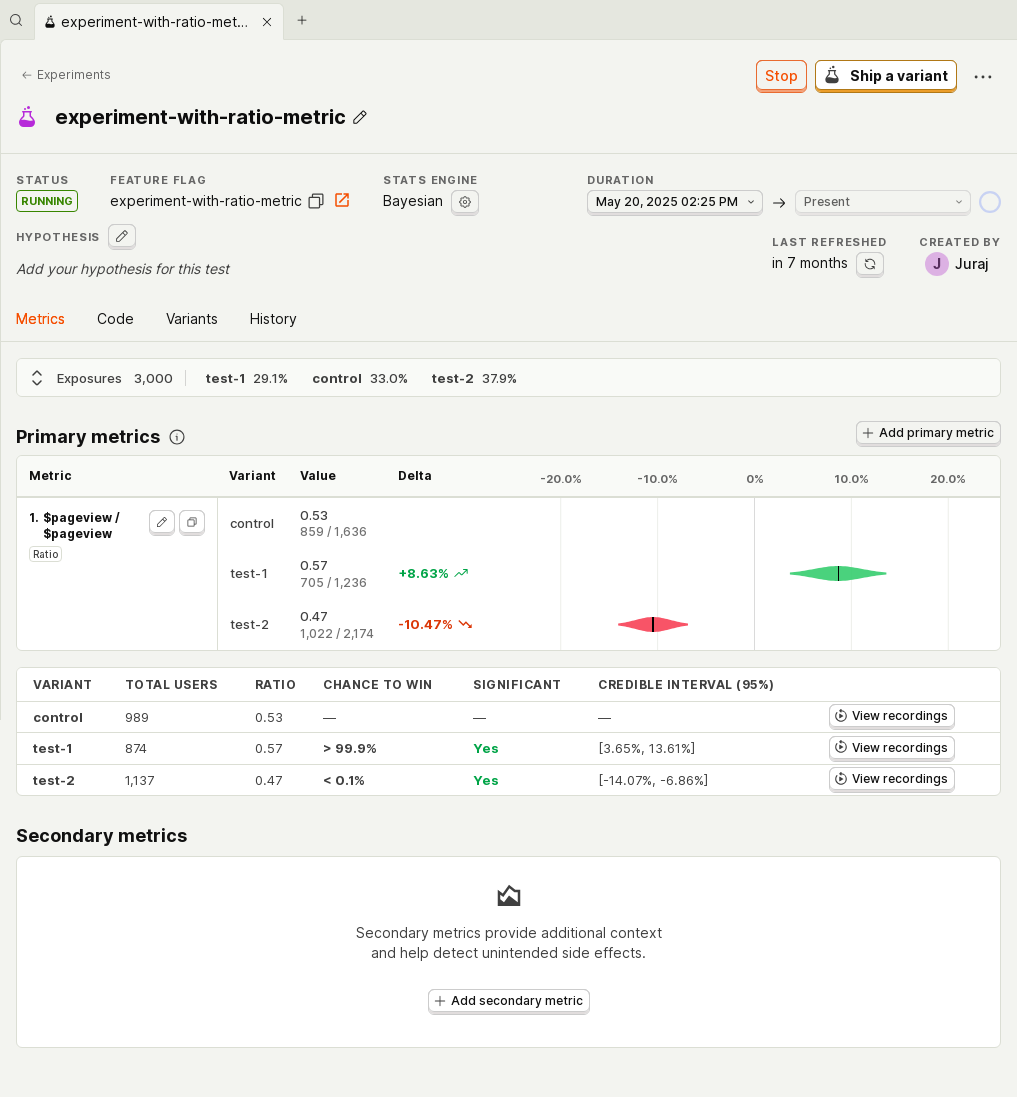 experiment-with-ratio-met...
Experiments
Stop
Ship a variant
experiment-with-ratio-metric
STATUS
FEATURE FLAG
STATS ENGINE
DURATION
RUNNING
experiment-with-ratio-metric
Bayesian
May 20, 2025 02:25 PM
Present
HYPOTHESIS
LAST REFRESHED
CREATED BY
in 7 months
J Juraj
Add your hypothesis for this test
Metrics
Code
Variants
History
Exposures 3,000 test-1 29.1% control 33.0% test-2 37.9%
Primary metrics
Add primary metric
Metric Variant Value Delta -20.0% -10.0% 0% 10.0% 20.0%
1. $pageview /
$pageview
Ratio
control
0.53
859 / 1,636
test-1
0.57
705 / 1,236
+8.63%
test-2
0.47
1,022 / 2,174
-10.47%
VARIANT TOTAL USERS RATIO CHANCE TO WIN SIGNIFICANT CREDIBLE INTERVAL (95%)
control 989 0.53 — — — View recordings
test-1 874 0.57 > 99.9% Yes [3.65%, 13.61%] View recordings
test-2 1,137 0.47 < 0.1% Yes [-14.07%, -6.86%] View recordings
Secondary metrics
Secondary metrics provide additional context
and help detect unintended side effects.
Add secondary metric